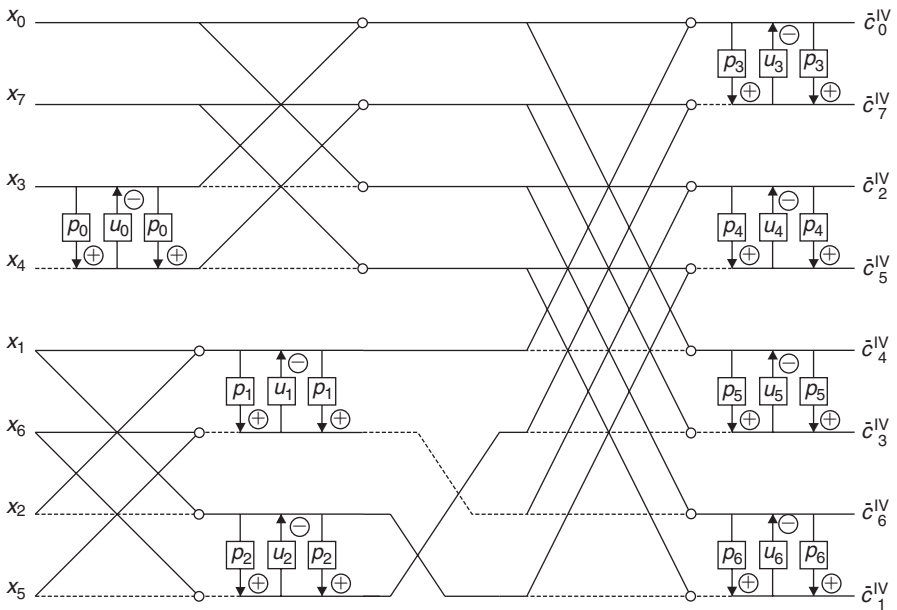 x₀ c̄₀ᴵⱽ
p₃ u₃ ⊖ p₃ ⊕ ⊕
x₇ c̄₇ᴵⱽ
x₃ c̄₂ᴵⱽ
p₀ u₀ ⊖ p₀ ⊕ ⊕ p₄ u₄ ⊖ p₄ ⊕ ⊕
x₄ c̄₅ᴵⱽ
x₁ c̄₄ᴵⱽ
p₁ u₁ ⊖ p₁ ⊕ ⊕ p₅ u₅ ⊖ p₅ ⊕ ⊕
x₆ c̄₃ᴵⱽ
x₂ c̄₆ᴵⱽ
p₂ u₂ ⊖ p₂ ⊕ ⊕ p₆ u₆ ⊖ p₆ ⊕ ⊕
x₅ c̄₁ᴵⱽ